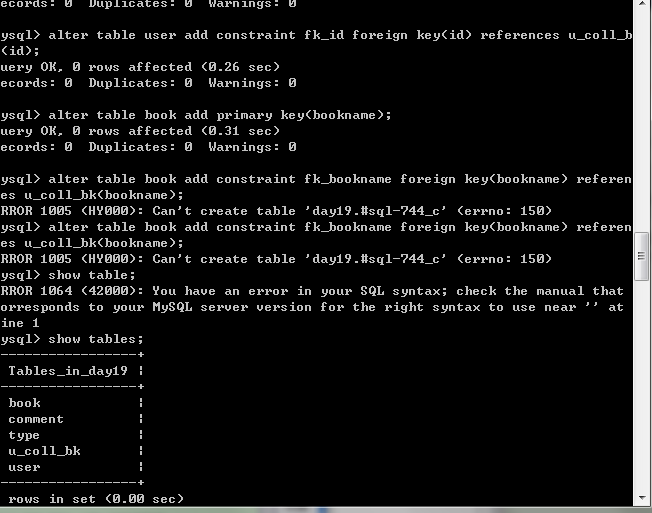 ecords: 0  Duplicates: 0  Warnings: 0
ysql> alter table user add constraint fk_id foreign key(id) references u_coll_b
(id);
uery OK, 0 rows affected (0.26 sec)
ecords: 0  Duplicates: 0  Warnings: 0
ysql> alter table book add primary key(bookname);
uery OK, 0 rows affected (0.31 sec)
ecords: 0  Duplicates: 0  Warnings: 0
ysql> alter table book add constraint fk_bookname foreign key(bookname) referen
es u_coll_bk(bookname);
RROR 1005 (HY000): Can't create table 'day19.#sql-744_c' (errno: 150)
ysql> alter table book add constraint fk_bookname foreign key(bookname) referen
es u_coll_bk(bookname);
RROR 1005 (HY000): Can't create table 'day19.#sql-744_c' (errno: 150)
ysql> show table;
RROR 1064 (42000): You have an error in your SQL syntax; check the manual that
orresponds to your MySQL server version for the right syntax to use near '' at
ine 1
ysql> show tables;
-----------------+
Tables_in_day19 |
-----------------+
book |
comment |
type |
u_coll_bk |
user |
-----------------+
rows in set (0.00 sec)